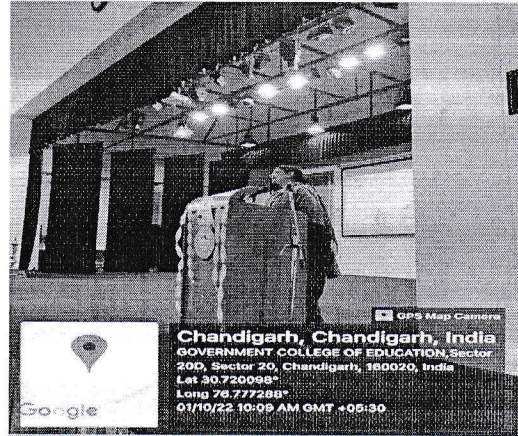 GPS Map Camera
Chandigarh, Chandigarh, India
GOVERNMENT COLLEGE OF EDUCATION,Sector
20D, Sector 20, Chandigarh, 160020, India
Lat 30.720098°
Long 76.777288°
01/10/22 10:09 AM GMT +05:30
Google